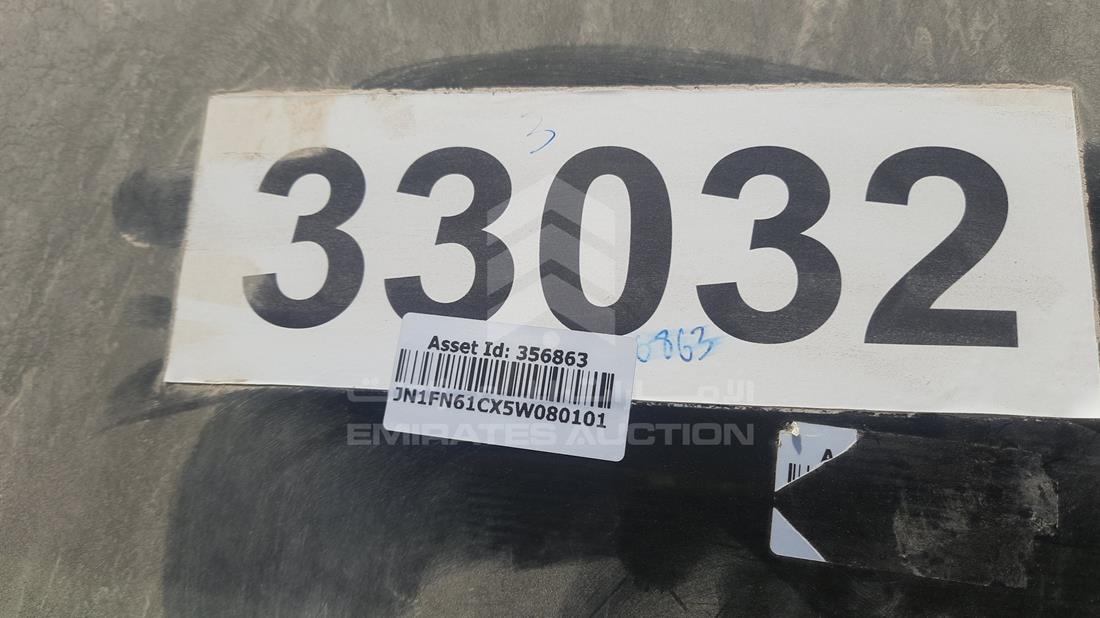 3
33032
6863
Asset Id: 356863
JN1FN61CX5W080101
EMIRATES AUCTION
A